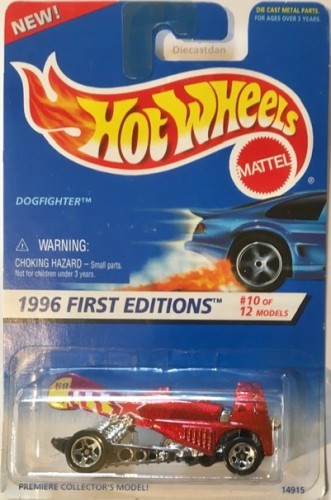 NEW!
Diecastdan
DIE CAST METAL PARTS.
FOR AGES OVER 3 YEARS.
HOT WHEELS
MATTEL
DOGFIGHTER™
WARNING:
CHOKING HAZARD – Small parts.
Not for children under 3 years.
1996 FIRST EDITIONS™
#10 OF
12 MODELS
PREMIERE COLLECTOR'S MODEL!
14915